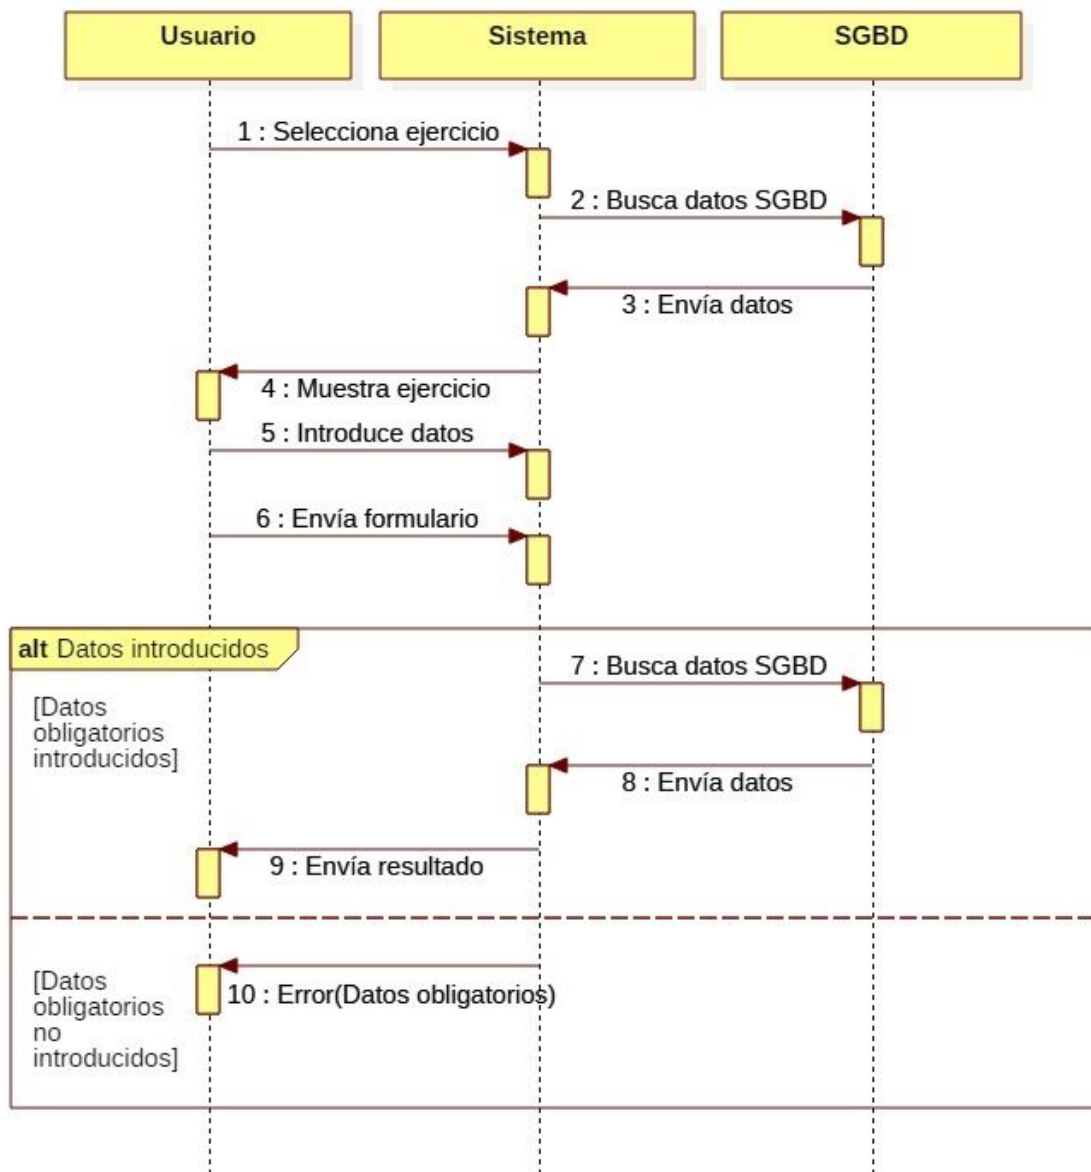 Usuario
Sistema
SGBD
1 : Selecciona ejercicio
2 : Busca datos SGBD
3 : Envía datos
4 : Muestra ejercicio
5 : Introduce datos
6 : Envía formulario
alt Datos introducidos
7 : Busca datos SGBD
[Datos
obligatorios
introducidos]
8 : Envía datos
9 : Envía resultado
[Datos
obligatorios
no
introducidos]
10 : Error(Datos obligatorios)